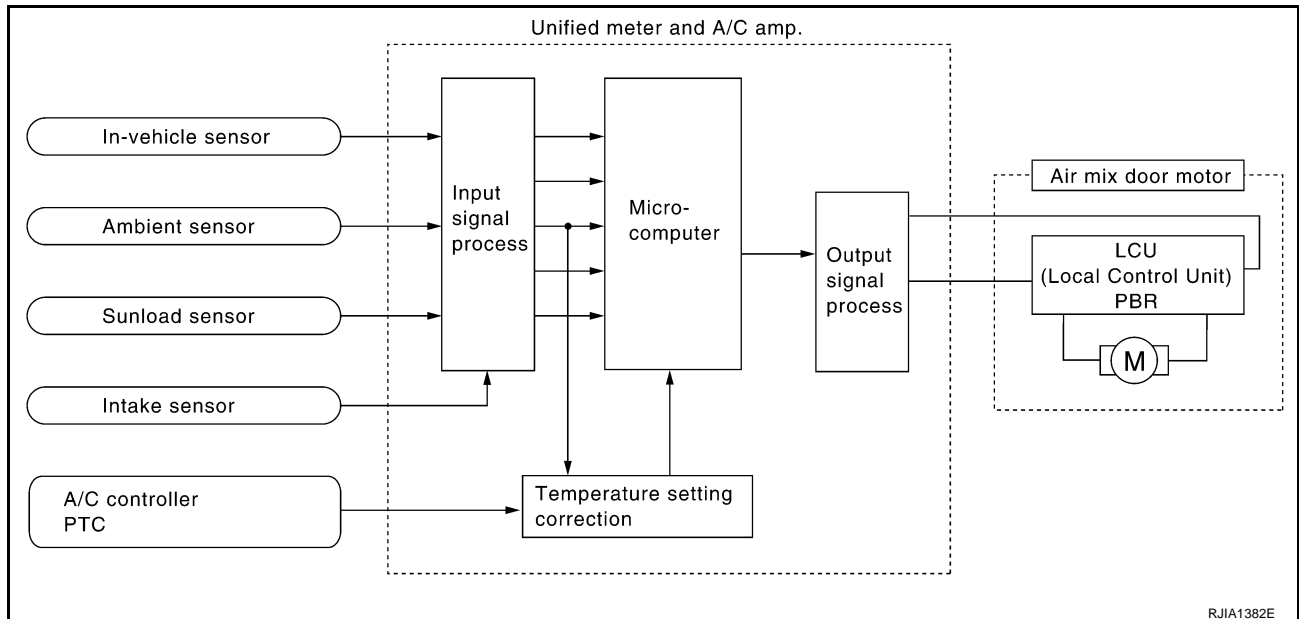 Unified meter and A/C amp.
In-vehicle sensor
Ambient sensor
Sunload sensor
Intake sensor
A/C controller
PTC
Input
signal
process
Micro-
computer
Temperature setting
correction
Output
signal
process
Air mix door motor
LCU
(Local Control Unit)
PBR
M
RJIA1382E